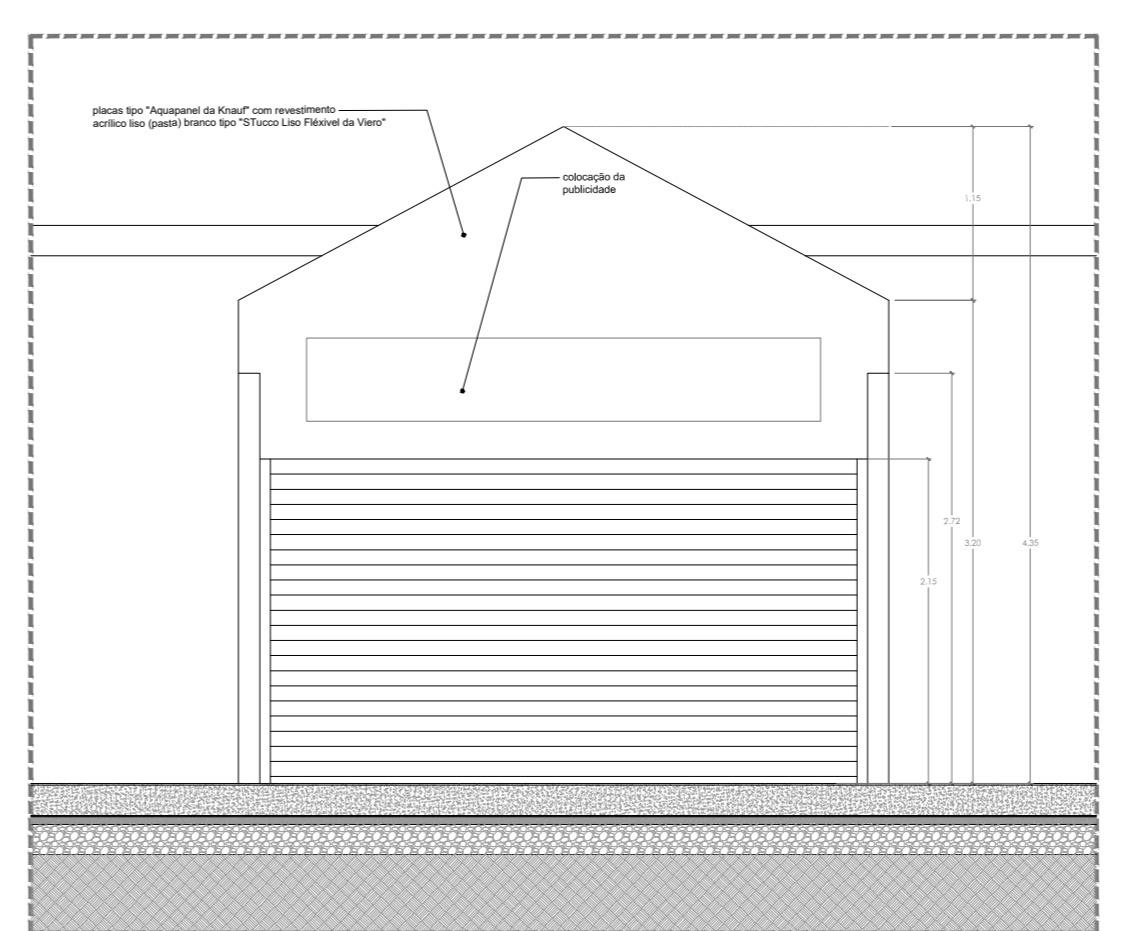 placas tipo "Aquapanel da Knauf" com revestimento
acrílico liso (pasta) branco tipo "STucco Liso Fléxivel da Viero"
colocação da
publicidade
1.15
2.72
3.20
4.35
2.15